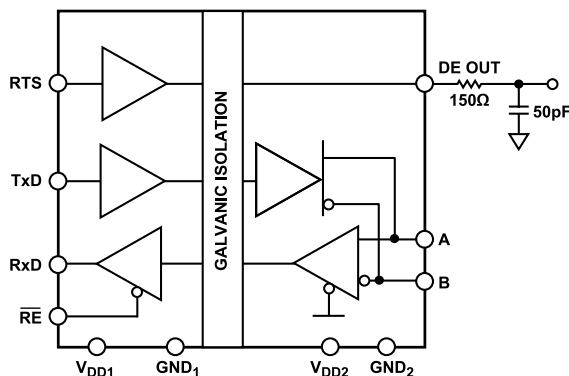 RTS
DE OUT
150Ω
50pF
TxD
GALVANIC ISOLATION
A
RxD
B
RE
VDD1
GND1
VDD2
GND2